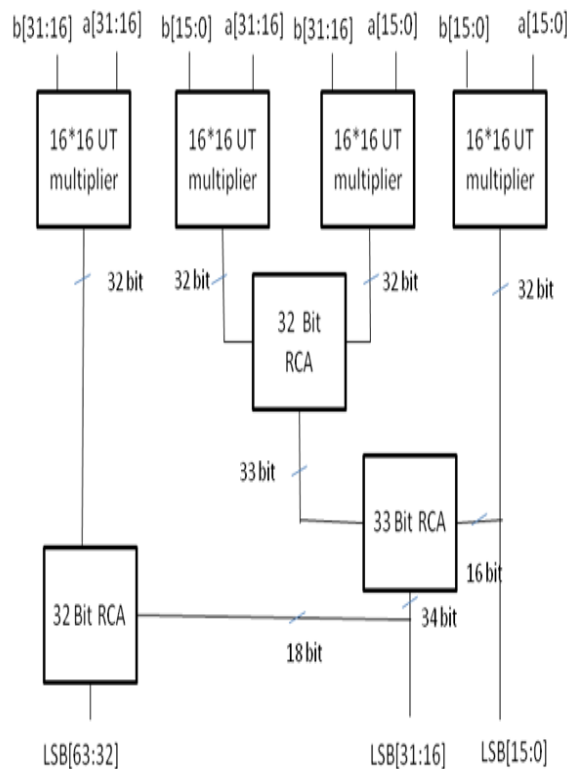 b[31:16] a[31:16] b[15:0] a[31:16] b[31:16] a[15:0] b[15:0] a[15:0]
16*16 UT multiplier
16*16 UT multiplier
16*16 UT multiplier
16*16 UT multiplier
32 bit
32 bit
32 bit
32 bit
32 Bit
RCA
33 bit
33 Bit RCA
16 bit
32 Bit RCA
34 bit
18 bit
LSB[63:32]
LSB[31:16]
LSB[15:0]